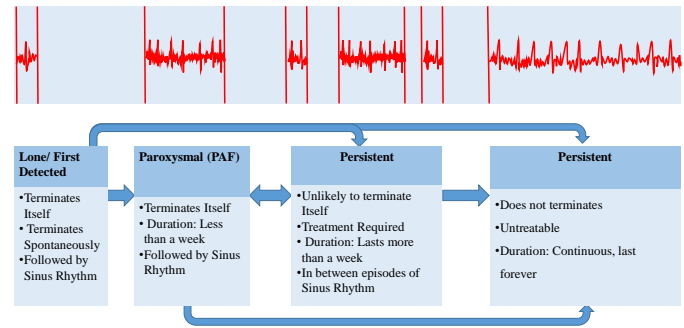 Lone/ First
Detected
•Terminates
Itself
• Terminates
Spontaneously
•Followed by
Sinus Rhythm
Paroxysmal (PAF)
•Terminates Itself
• Duration: Less
than a week
•Followed by Sinus
Rhythm
Persistent
•Unlikely to terminate
Itself
•Treatment Required
• Duration: Lasts more
than a week
•In between episodes of
Sinus Rhythm
Persistent
•Does not terminates
•Untreatable
•Duration: Continuous, last
forever